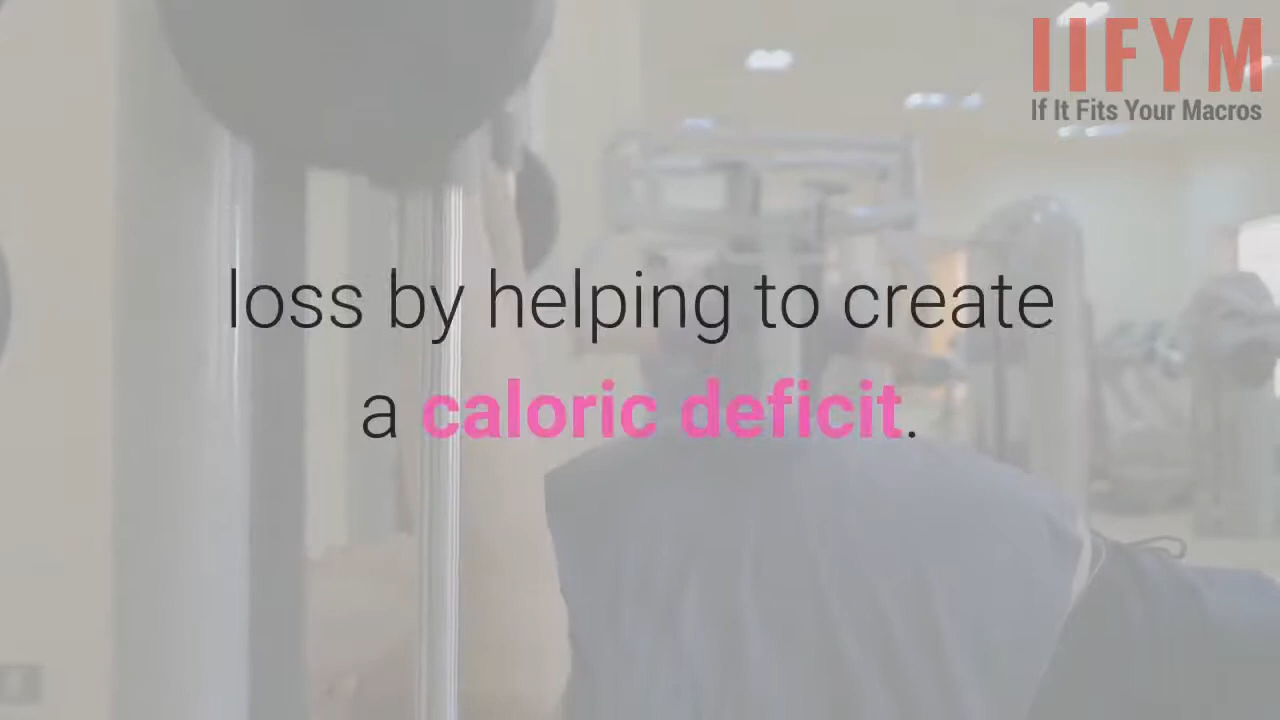 IIFYM
If It Fits Your Macros
loss by helping to create
a caloric deficit.